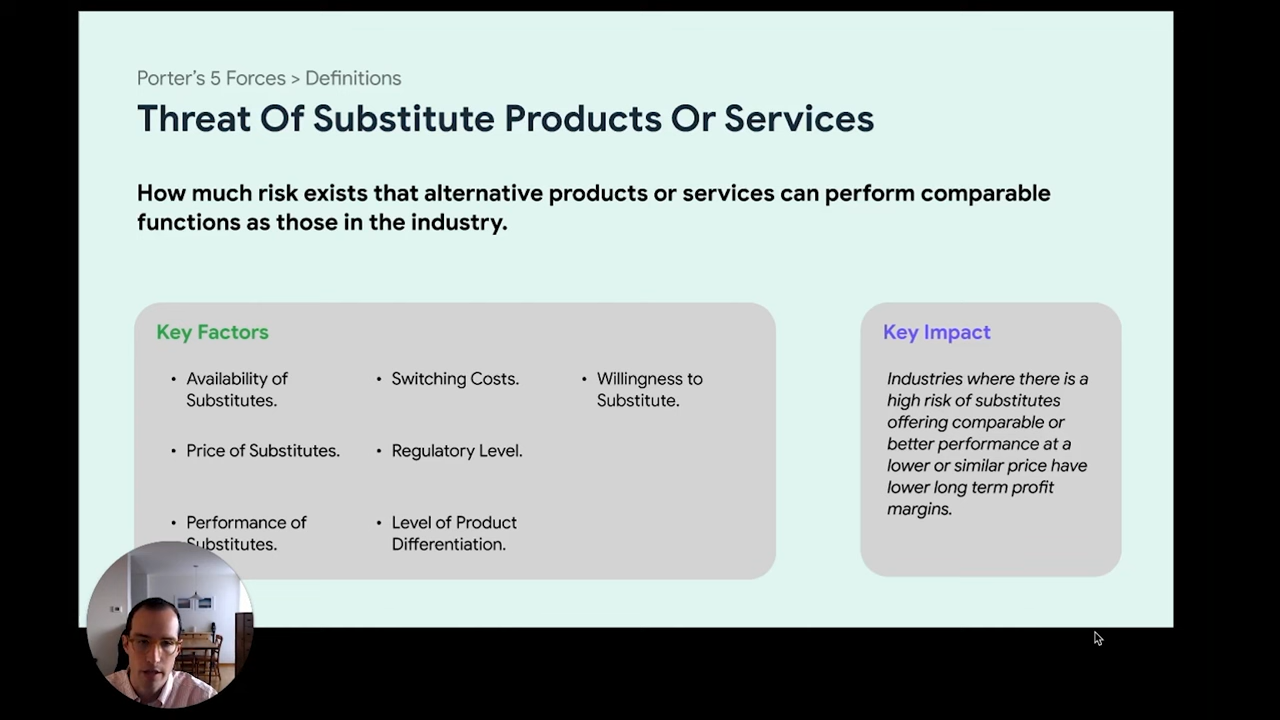 Porter's 5 Forces > Definitions
Threat Of Substitute Products Or Services
How much risk exists that alternative products or services can perform comparable
functions as those in the industry.
Key Factors
• Availability of
Substitutes.
• Price of Substitutes.
• Performance of
Substitutes.
• Switching Costs.
• Regulatory Level.
• Level of Product
Differentiation.
• Willingness to
Substitute.
Key Impact
Industries where there is a
high risk of substitutes
offering comparable or
better performance at a
lower or similar price have
lower long term profit
margins.